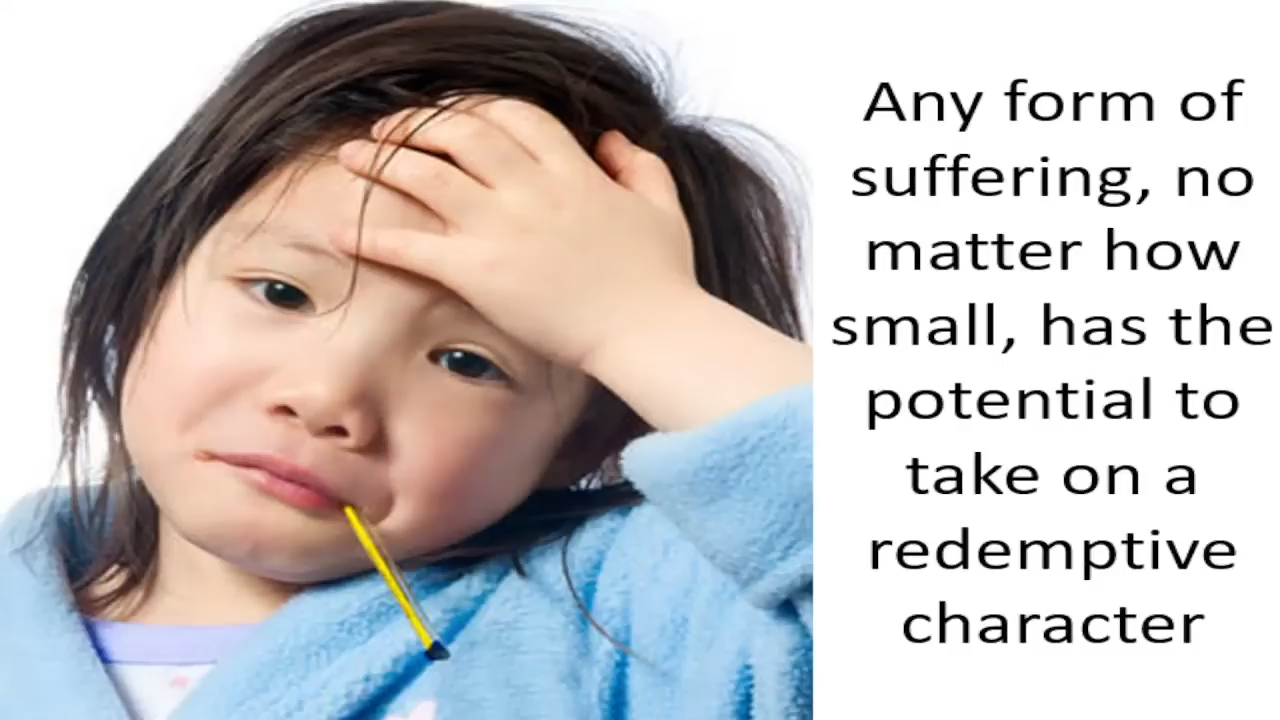 Any form of
suffering, no
matter how
small, has the
potential to
take on a
redemptive
character